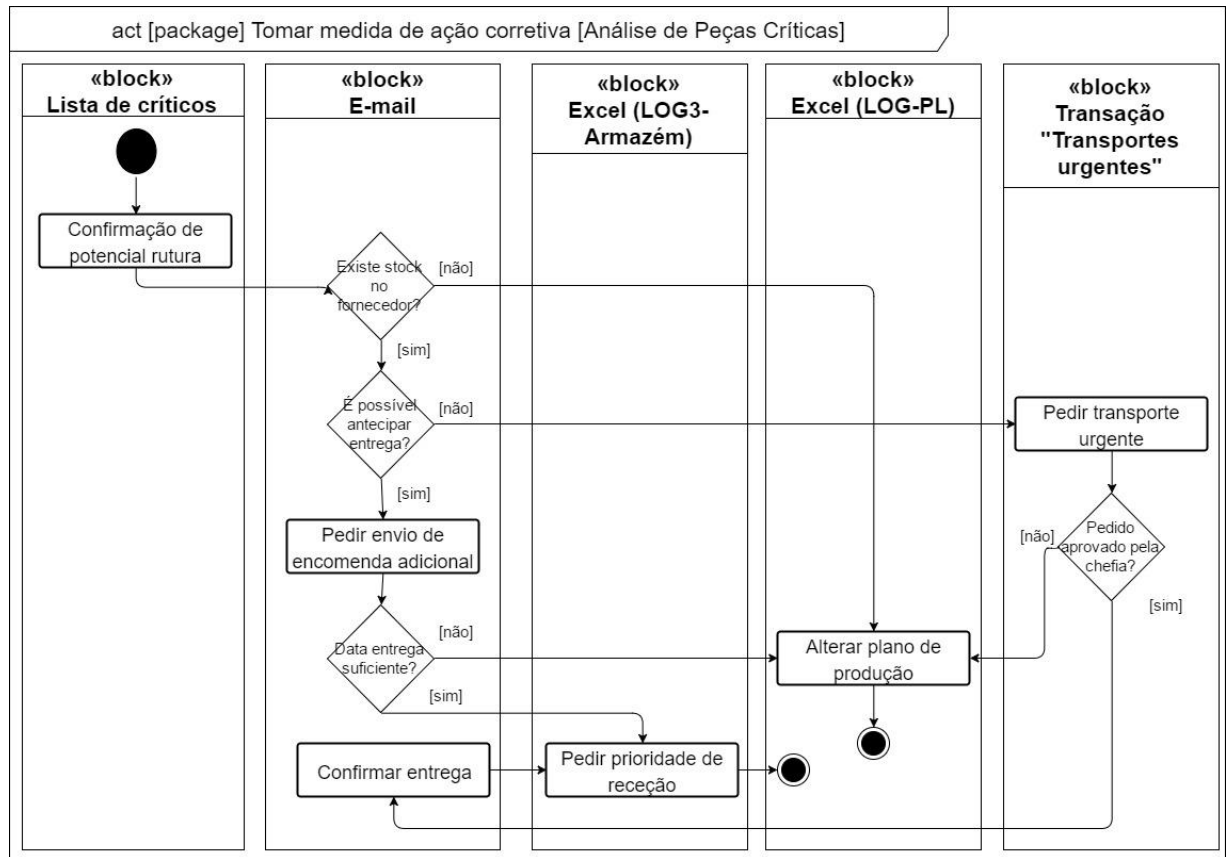 act [package] Tomar medida de ação corretiva [Análise de Peças Críticas]
«block»
Lista de críticos
«block»
E-mail
«block»
Excel (LOG3-
Armazém)
«block»
Excel (LOG-PL)
«block»
Transação
"Transportes
urgentes"
Confirmação de
potencial rutura
Existe stock
no
fornecedor?
[não]
[sim]
É possível
antecipar
entrega?
[não]
[sim]
Pedir transporte
urgente
Pedir envio de
encomenda adicional
Pedido
aprovado pela
chefia?
[não]
[sim]
Data entrega
suficiente?
[não]
[sim]
Alterar plano de
produção
Confirmar entrega
Pedir prioridade de
receção